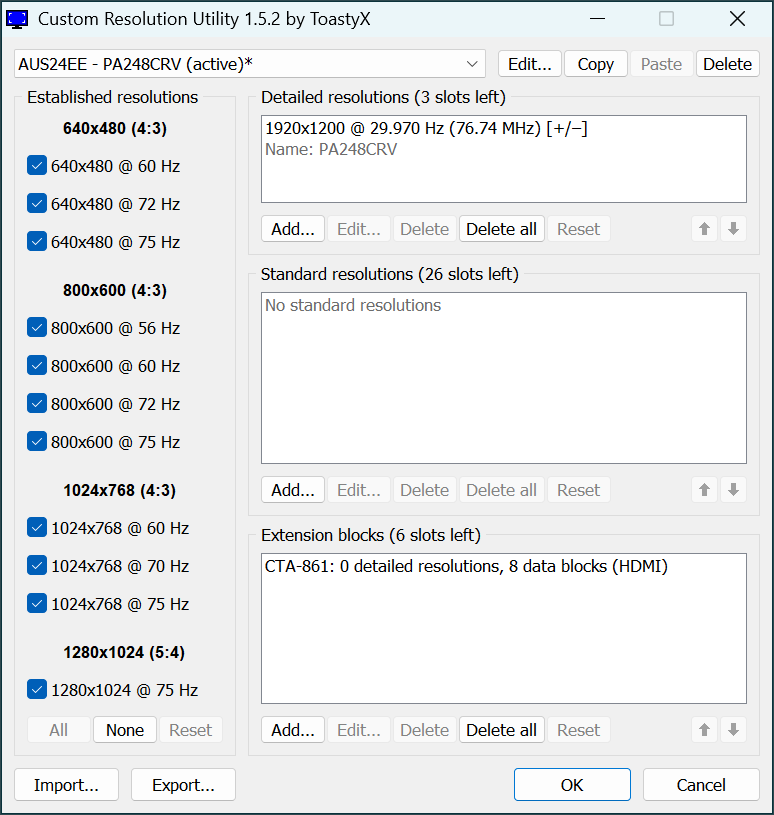 Custom Resolution Utility 1.5.2 by ToastyX
AUS24EE - PA248CRV (active)*
Edit...
Copy
Paste
Delete
Established resolutions
640x480 (4:3)
640x480 @ 60 Hz
640x480 @ 72 Hz
640x480 @ 75 Hz
800x600 (4:3)
800x600 @ 56 Hz
800x600 @ 60 Hz
800x600 @ 72 Hz
800x600 @ 75 Hz
1024x768 (4:3)
1024x768 @ 60 Hz
1024x768 @ 70 Hz
1024x768 @ 75 Hz
1280x1024 (5:4)
1280x1024 @ 75 Hz
All
None
Reset
Detailed resolutions (3 slots left)
1920x1200 @ 29.970 Hz (76.74 MHz) [+/−]
Name: PA248CRV
Add...
Edit...
Delete
Delete all
Reset
Standard resolutions (26 slots left)
No standard resolutions
Add...
Edit...
Delete
Delete all
Reset
Extension blocks (6 slots left)
CTA-861: 0 detailed resolutions, 8 data blocks (HDMI)
Add...
Edit...
Delete
Delete all
Reset
Import...
Export...
OK
Cancel